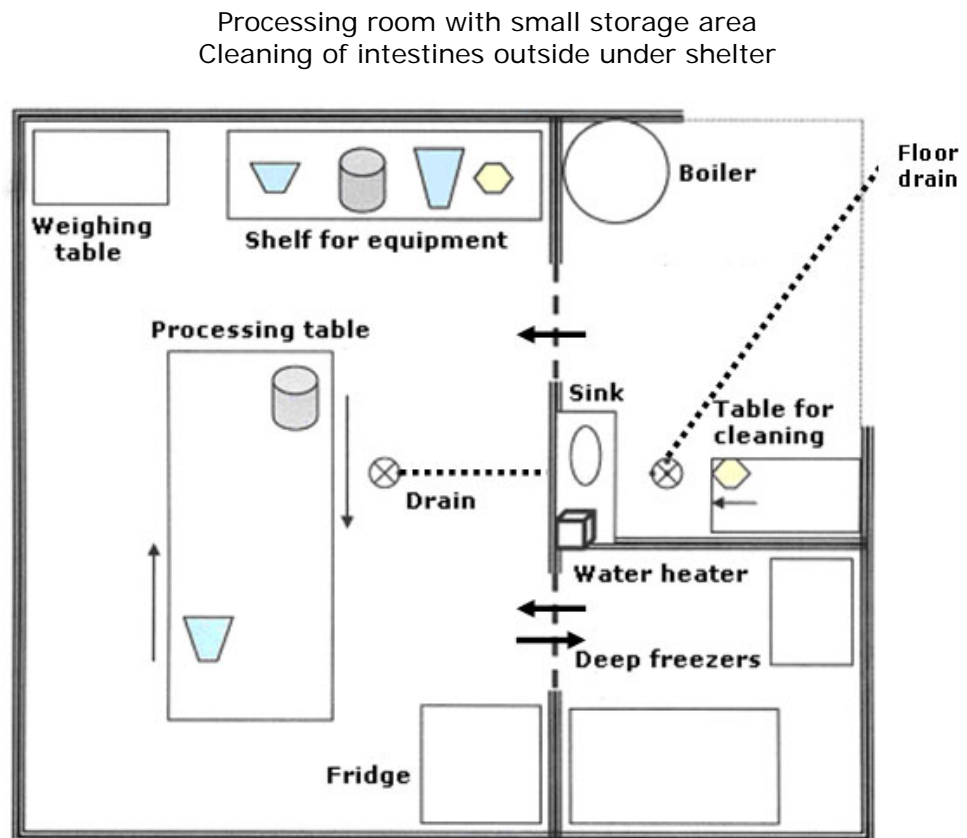 Processing room with small storage area
Cleaning of intestines outside under shelter
Floor
drain
Boiler
Weighing
table
Shelf for equipment
Processing table
Sink
Table for
cleaning
Drain
Water heater
Deep freezers
Fridge